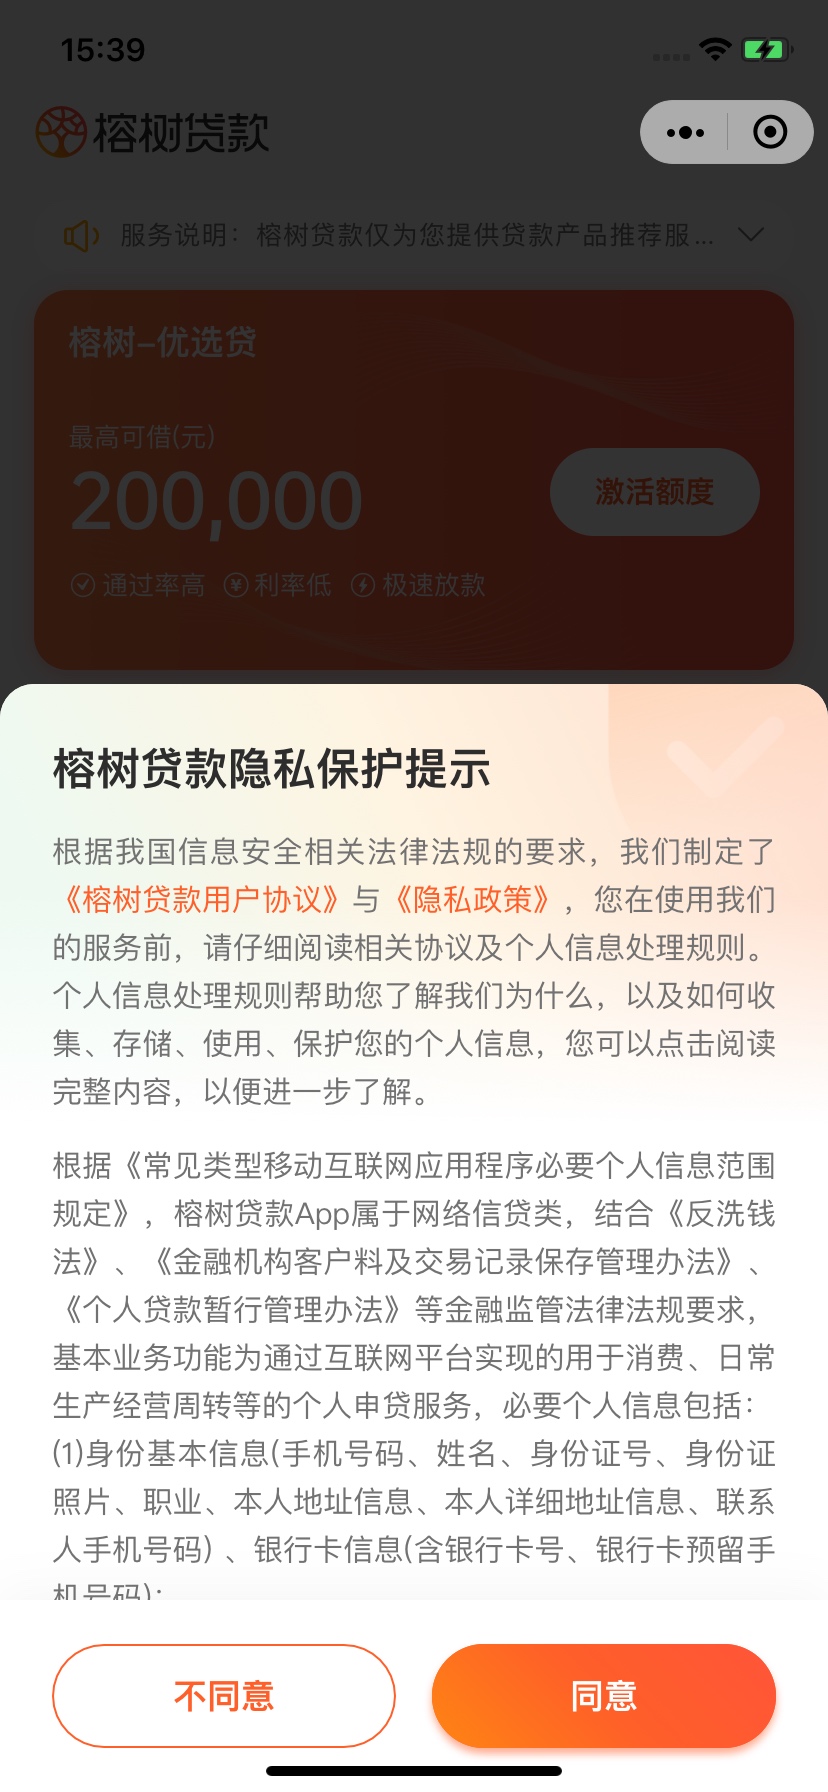 15:39
榕树贷款
服务说明：榕树贷款仅为您提供贷款产品推荐服...
榕树-优选贷
最高可借(元)
200,000
激活额度
通过率高 利率低 极速放款
榕树贷款隐私保护提示
根据我国信息安全相关法律法规的要求，我们制定了
《榕树贷款用户协议》与《隐私政策》，您在使用我们
的服务前，请仔细阅读相关协议及个人信息处理规则。
个人信息处理规则帮助您了解我们为什么，以及如何收
集、存储、使用、保护您的个人信息，您可以点击阅读
完整内容，以便进一步了解。
根据《常见类型移动互联网应用程序必要个人信息范围
规定》，榕树贷款App属于网络信贷类，结合《反洗钱
法》、《金融机构客户料及交易记录保存管理办法》、
《个人贷款暂行管理办法》等金融监管法律法规要求，
基本业务功能为通过互联网平台实现的用于消费、日常
生产经营周转等的个人申贷服务，必要个人信息包括：
(1)身份基本信息(手机号码、姓名、身份证号、身份证
照片、职业、本人地址信息、本人详细地址信息、联系
人手机号码) 、银行卡信息(含银行卡号、银行卡预留手
机号码)；
不同意
同意